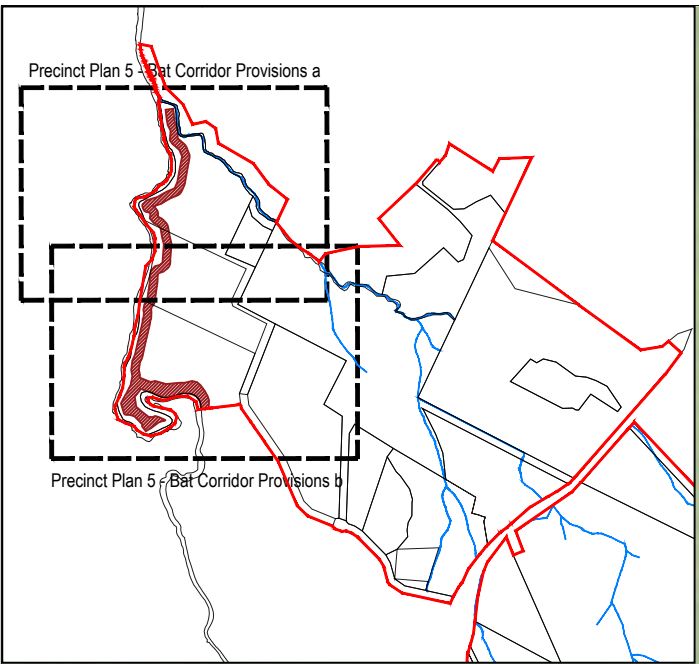 Precinct Plan 5 - Bat Corridor Provisions a
Precinct Plan 5 - Bat Corridor Provisions b